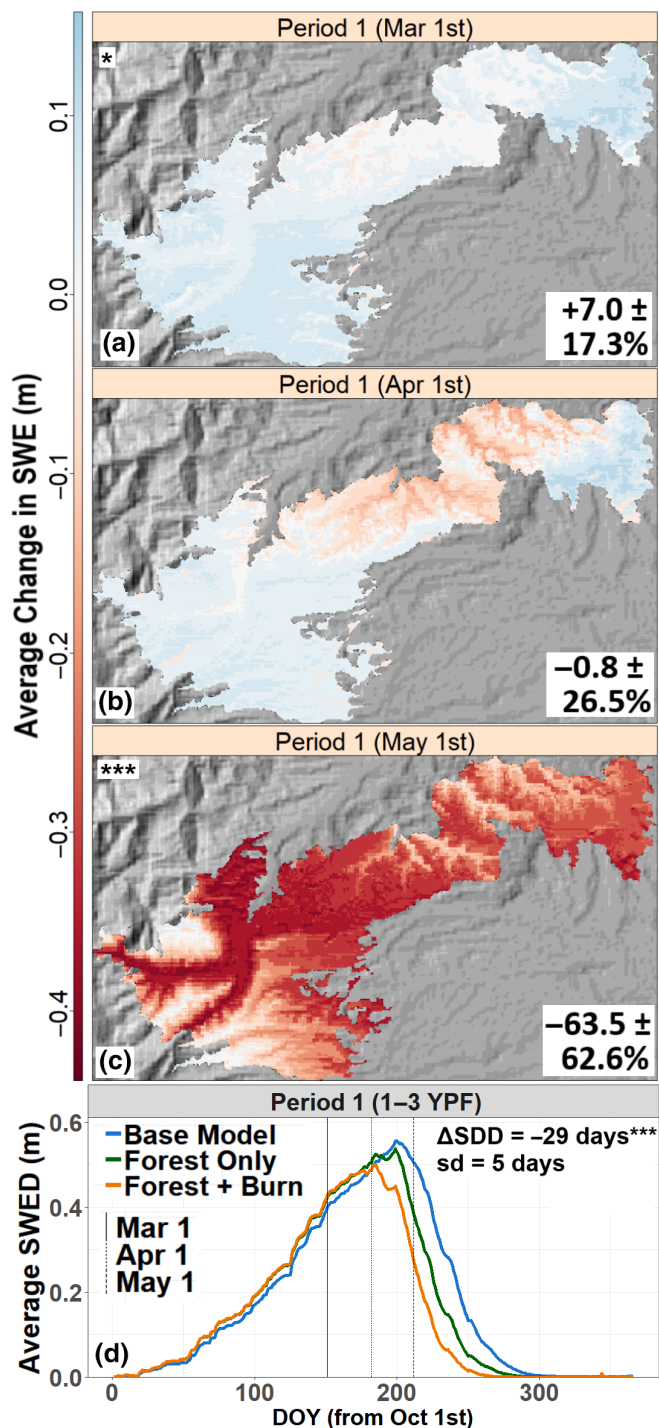 Period 1 (Mar 1st)
*
(a)
+7.0 ±
17.3%
Period 1 (Apr 1st)
(b)
−0.8 ±
26.5%
Period 1 (May 1st)
***
(c)
−63.5 ±
62.6%
Average Change in SWE (m)
0.1
0.0
−0.1
−0.2
−0.3
−0.4
Period 1 (1–3 YPF)
Base Model
Forest Only
Forest + Burn
Mar 1
Apr 1
May 1
ΔSDD = −29 days***
sd = 5 days
(d)
Average SWED (m)
0.6
0.4
0.2
0.0
0
100
200
300
DOY (from Oct 1st)